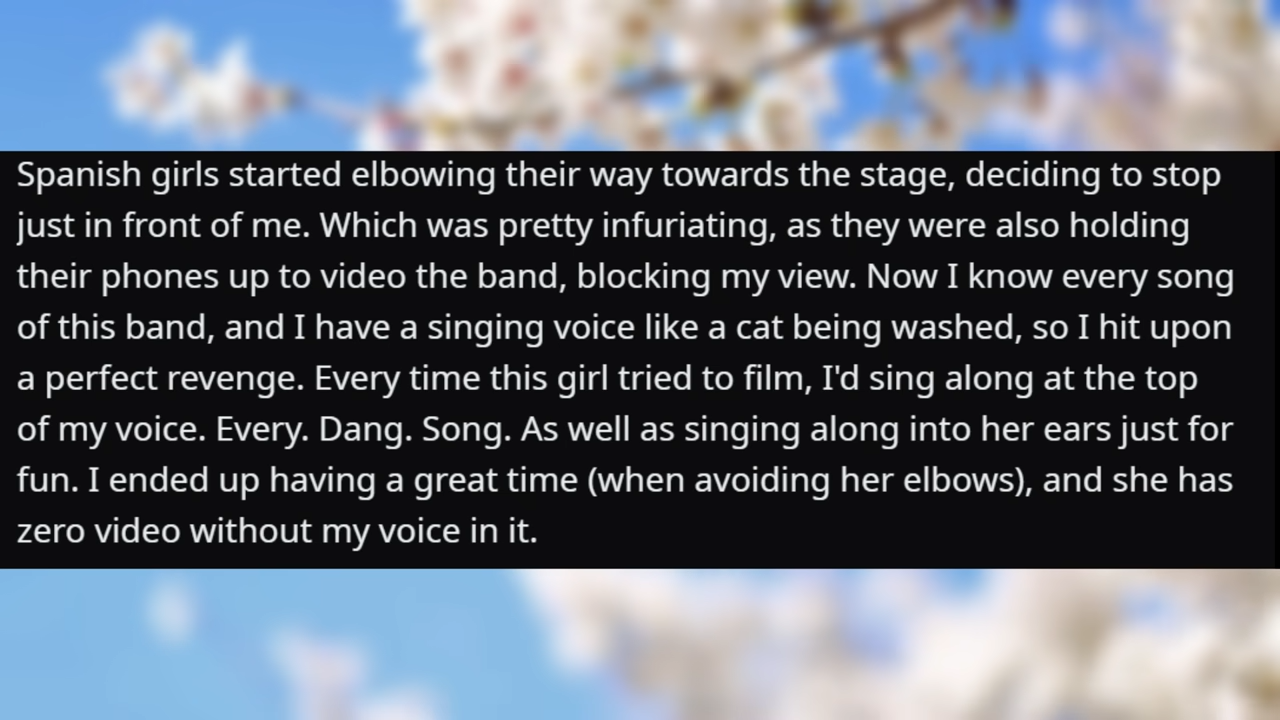 Spanish girls started elbowing their way towards the stage, deciding to stop
just in front of me. Which was pretty infuriating, as they were also holding
their phones up to video the band, blocking my view. Now I know every song
of this band, and I have a singing voice like a cat being washed, so I hit upon
a perfect revenge. Every time this girl tried to film, I'd sing along at the top
of my voice. Every. Dang. Song. As well as singing along into her ears just for
fun. I ended up having a great time (when avoiding her elbows), and she has
zero video without my voice in it.